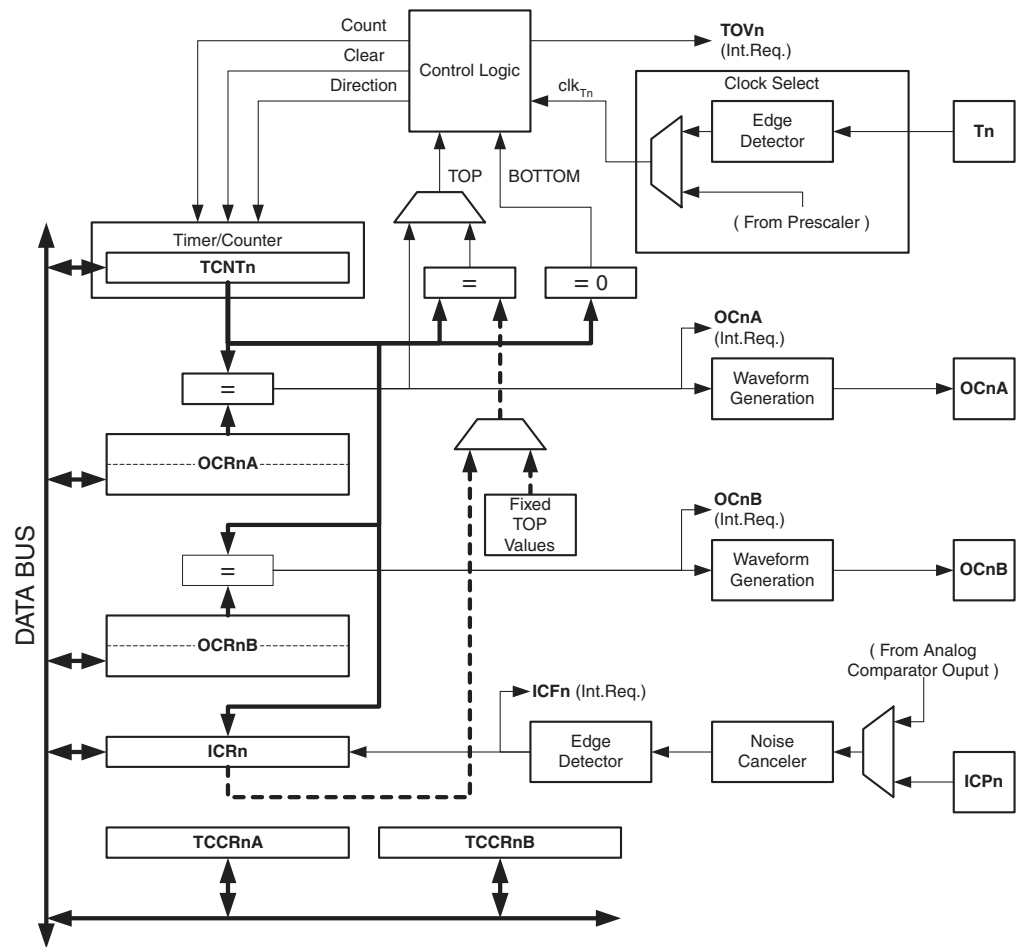 Count
TOVn
(Int.Req.)
Clear
Control Logic
Direction
clkTn
Clock Select
Edge
Detector
Tn
TOP
BOTTOM
( From Prescaler )
Timer/Counter
TCNTn
=
= 0
OCnA
(Int.Req.)
=
Waveform
Generation
OCnA
OCRnA
Fixed
TOP
Values
OCnB
(Int.Req.)
=
Waveform
Generation
OCnB
DATA BUS
OCRnB
( From Analog
Comparator Ouput )
ICFn (Int.Req.)
ICRn
Edge
Detector
Noise
Canceler
ICPn
TCCRnA
TCCRnB